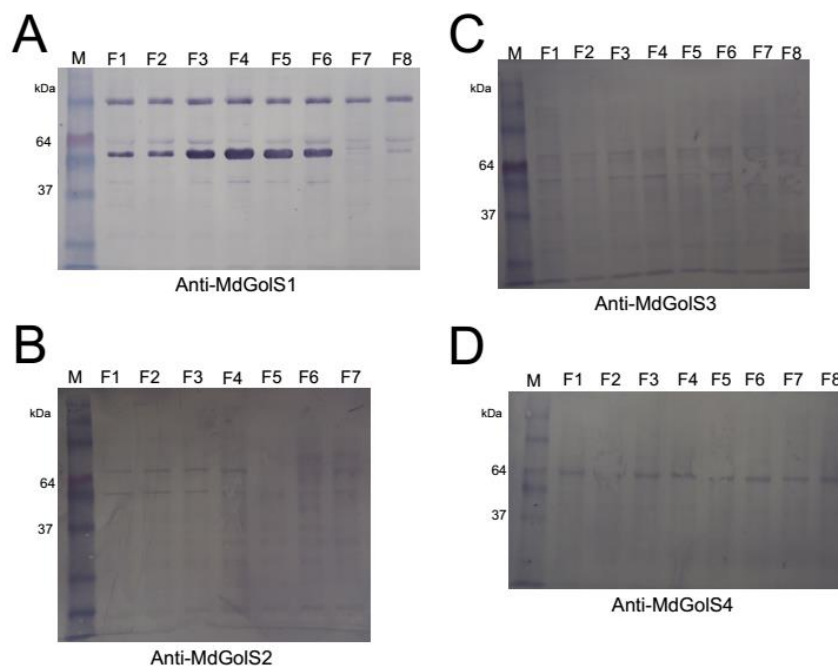 A
M F1 F2 F3 F4 F5 F6 F7 F8
kDa
64
37
Anti-MdGolS1
B
M F1 F2 F3 F4 F5 F6 F7
kDa
64
37
Anti-MdGolS2
C
M F1 F2 F3 F4 F5 F6 F7 F8
kDa
64
37
Anti-MdGolS3
D
M F1 F2 F3 F4 F5 F6 F7 F8
kDa
64
37
Anti-MdGolS4